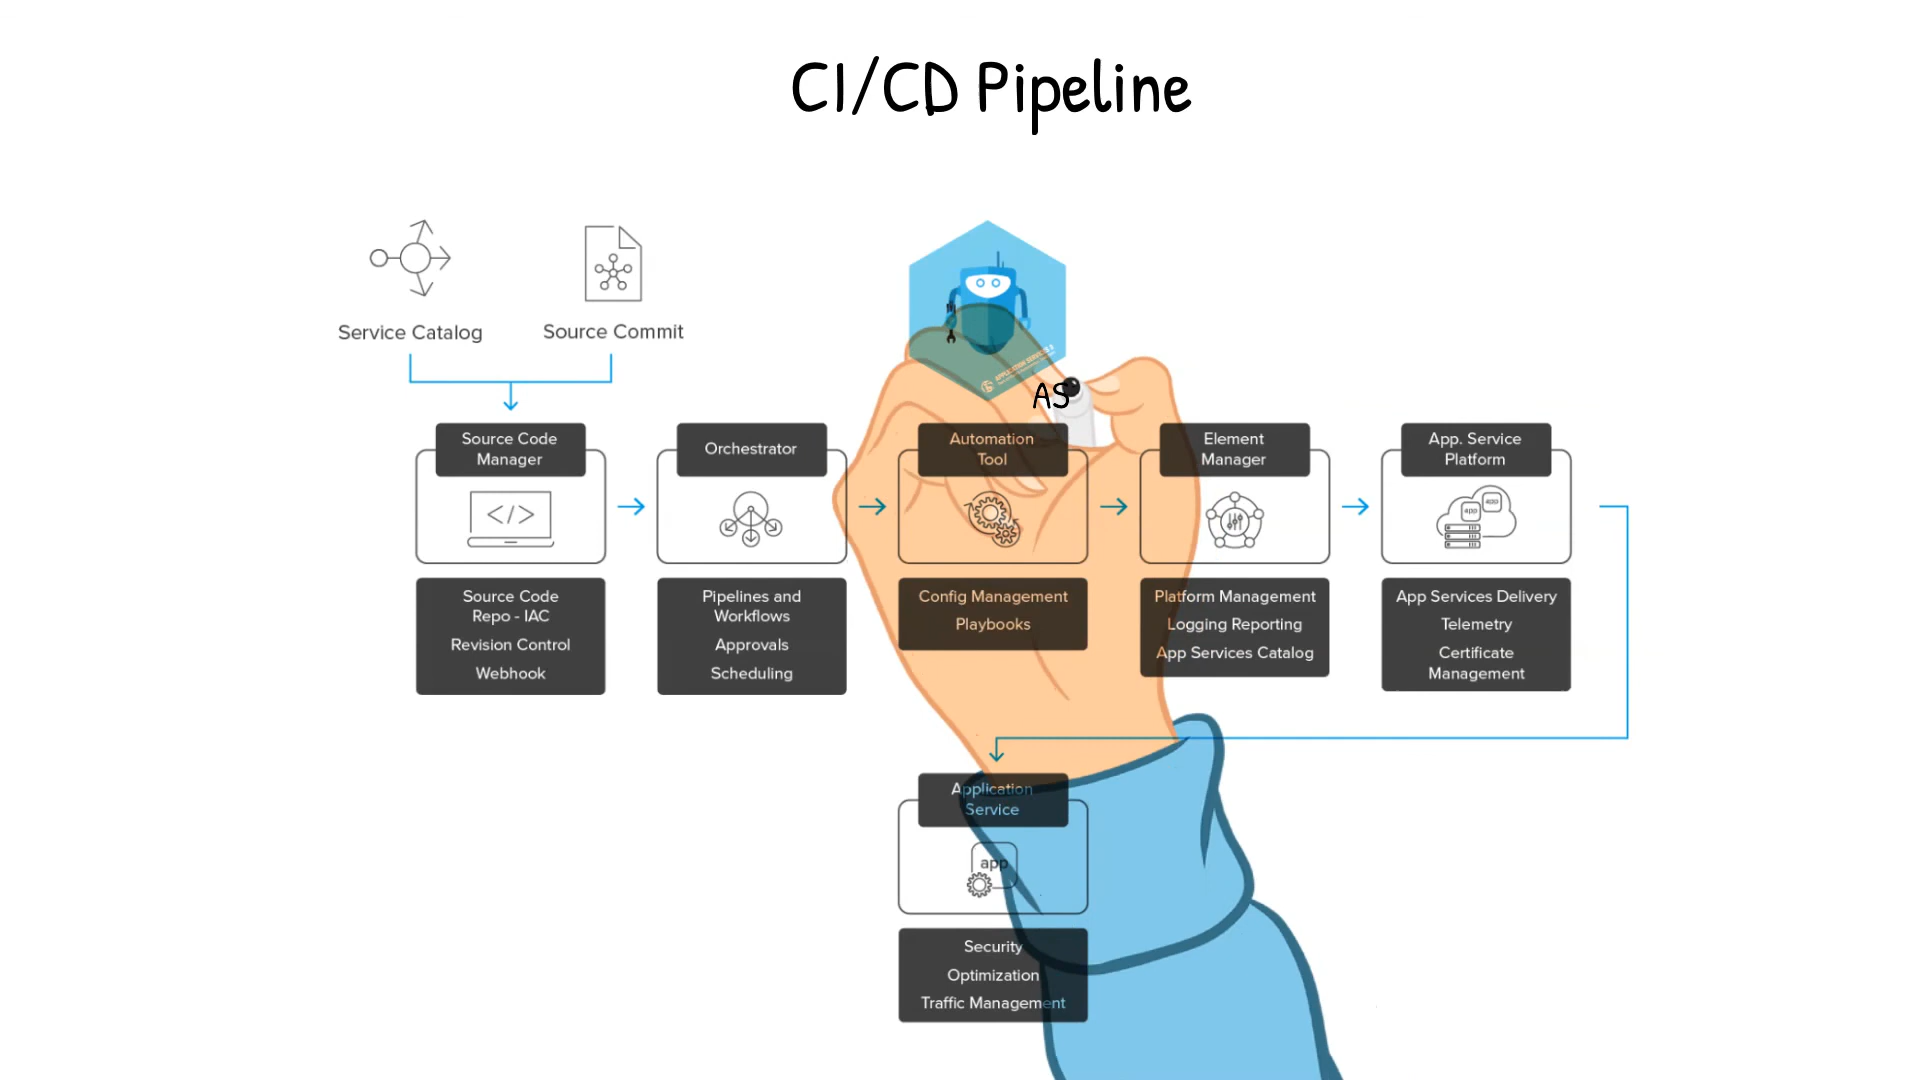 CI/CD Pipeline
Service Catalog
Source Commit
AS
Source Code
Manager
</>
Source Code
Repo - IAC
Revision Control
Webhook
Orchestrator
Pipelines and
Workflows
Approvals
Scheduling
Automation
Tool
Config Management
Playbooks
Element
Manager
Platform Management
Logging Reporting
App Services Catalog
App. Service
Platform
app
app
App Services Delivery
Telemetry
Certificate
Management
Application
Service
app
Security
Optimization
Traffic Management